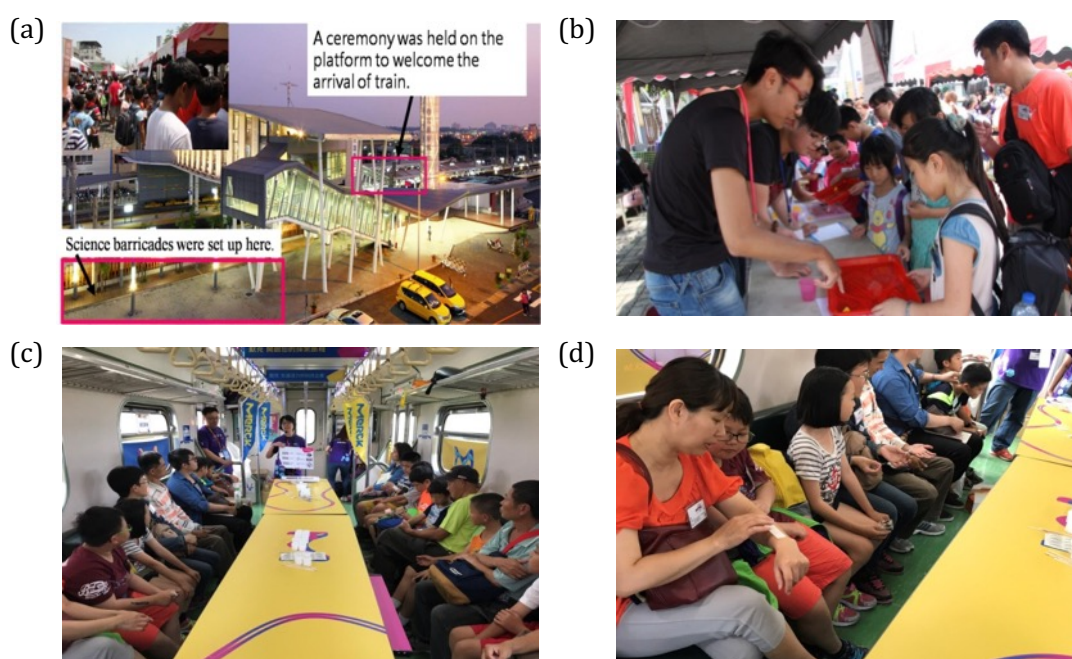 (a)
A ceremony was held on the
platform to welcome the
arrival of train.
Science barricades were set up here.
(b)
(c)
MERCK
(d)